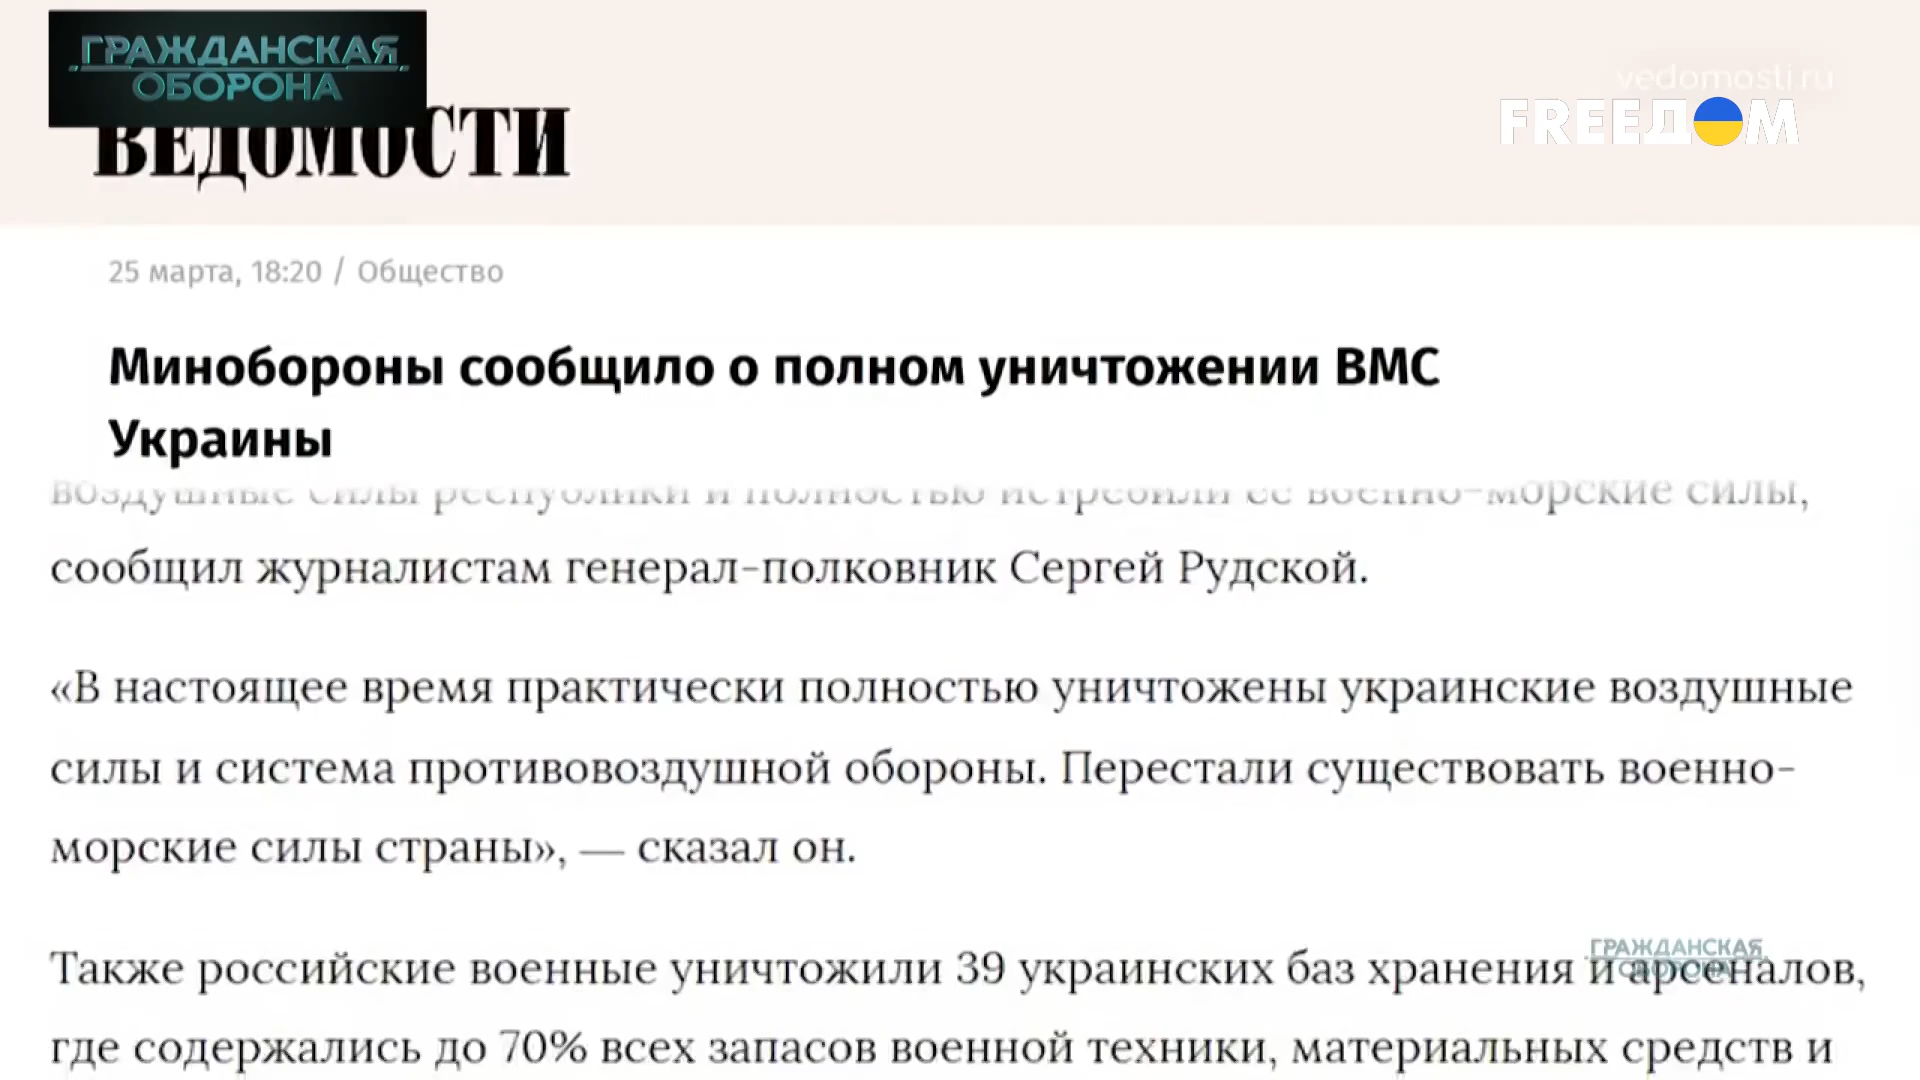 ГРАЖДАНСКАЯ
ОБОРОНА
vedomosti.ru
FREEДОМ
ВЕДОМОСТИ
25 марта, 18:20 / Общество
Минобороны сообщило о полном уничтожении ВМС
Украины
воздушные силы республики и полностью истребили ее военно-морские силы,
сообщил журналистам генерал-полковник Сергей Рудской.
«В настоящее время практически полностью уничтожены украинские воздушные
силы и система противовоздушной обороны. Перестали существовать военно-
морские силы страны», — сказал он.
ГРАЖДАНСКАЯ
ОБОРОНА
Также российские военные уничтожили 39 украинских баз хранения и арсеналов,
где содержались до 70% всех запасов военной техники, материальных средств и